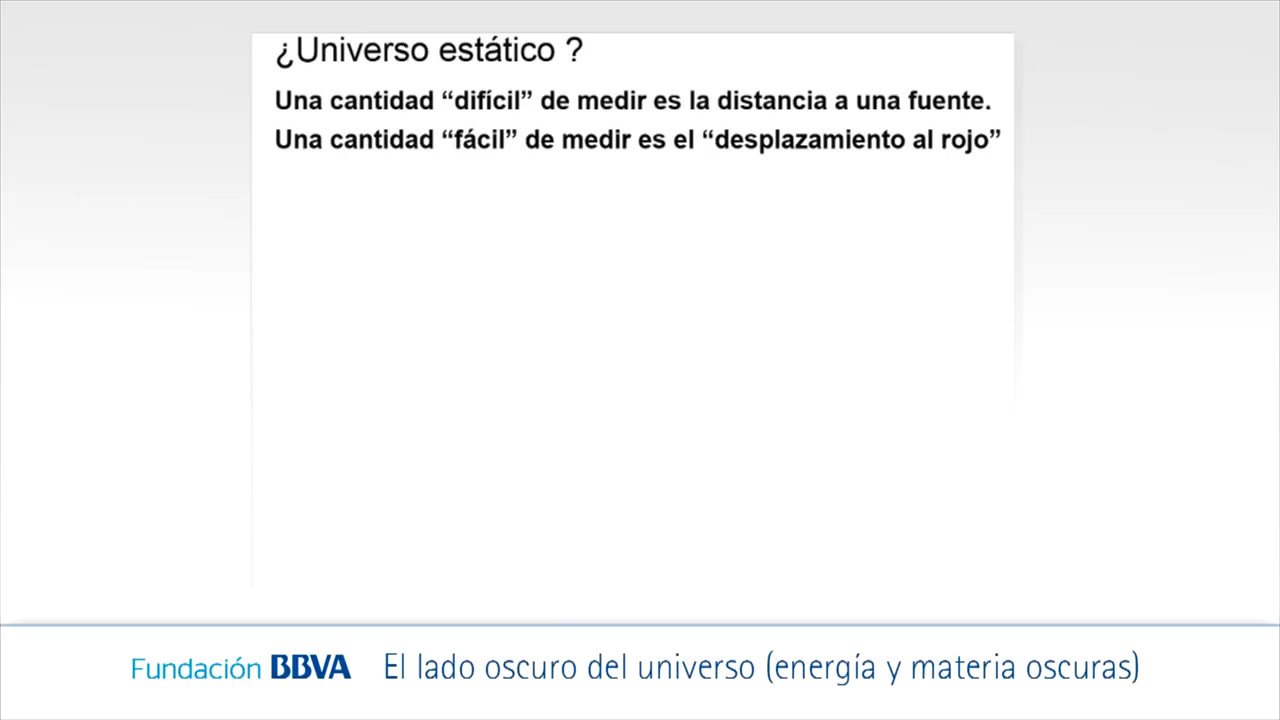 ¿Universo estático ?
Una cantidad “difícil” de medir es la distancia a una fuente.
Una cantidad “fácil” de medir es el “desplazamiento al rojo”
Fundación BBVA El lado oscuro del universo (energía y materia oscuras)